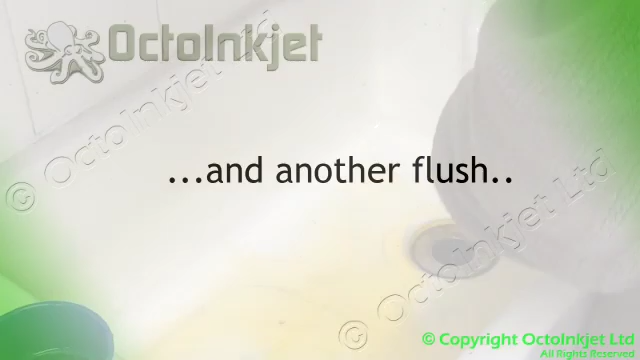 OctoInkjet
© OctoInkjet Ltd
...and another flush..
© OctoInkjet Ltd
© Copyright OctoInkjet Ltd
All Rights Reserved